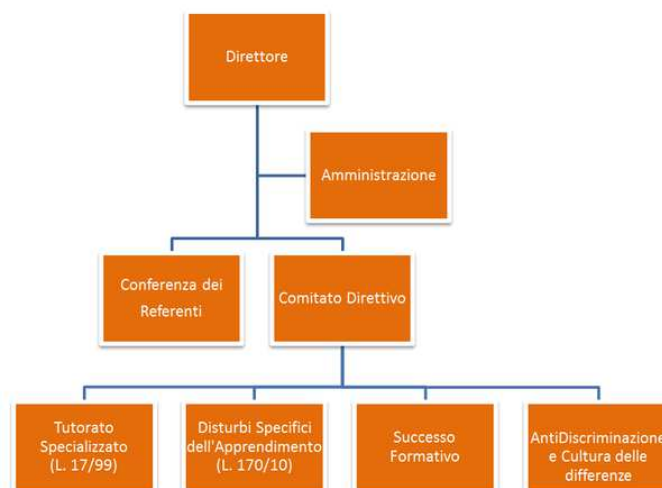 Direttore
Amministrazione
Conferenza dei
Referenti
Comitato Direttivo
Tutorato
Specializzato
(L. 17/99)
Disturbi Specifici
dell'Apprendimento
(L. 170/10)
Successo
Formativo
AntiDiscriminazione
e Cultura delle
differenze